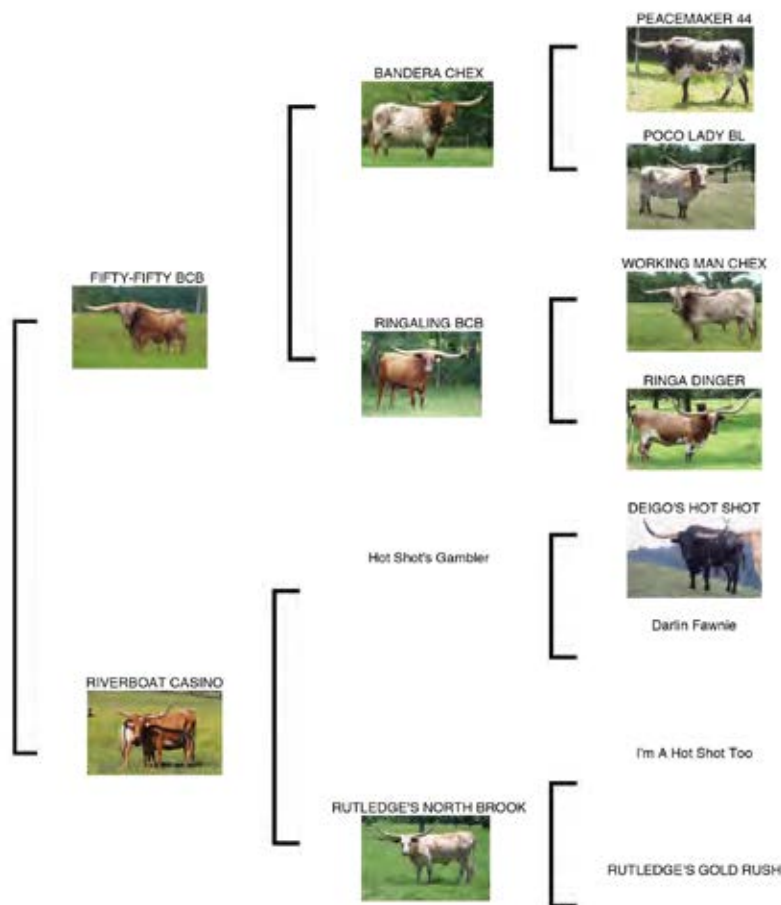 PEACEMAKER 44
BANDERA CHEX
POCO LADY BL
FIFTY-FIFTY BCB
WORKING MAN CHEX
RINGALING BCB
RINGA DINGER
DEIGO'S HOT SHOT
Hot Shot's Gambler
Darlin Fawnie
RIVERBOAT CASINO
I'm A Hot Shot Too
RUTLEDGE'S NORTH BROOK
RUTLEDGE'S GOLD RUSH